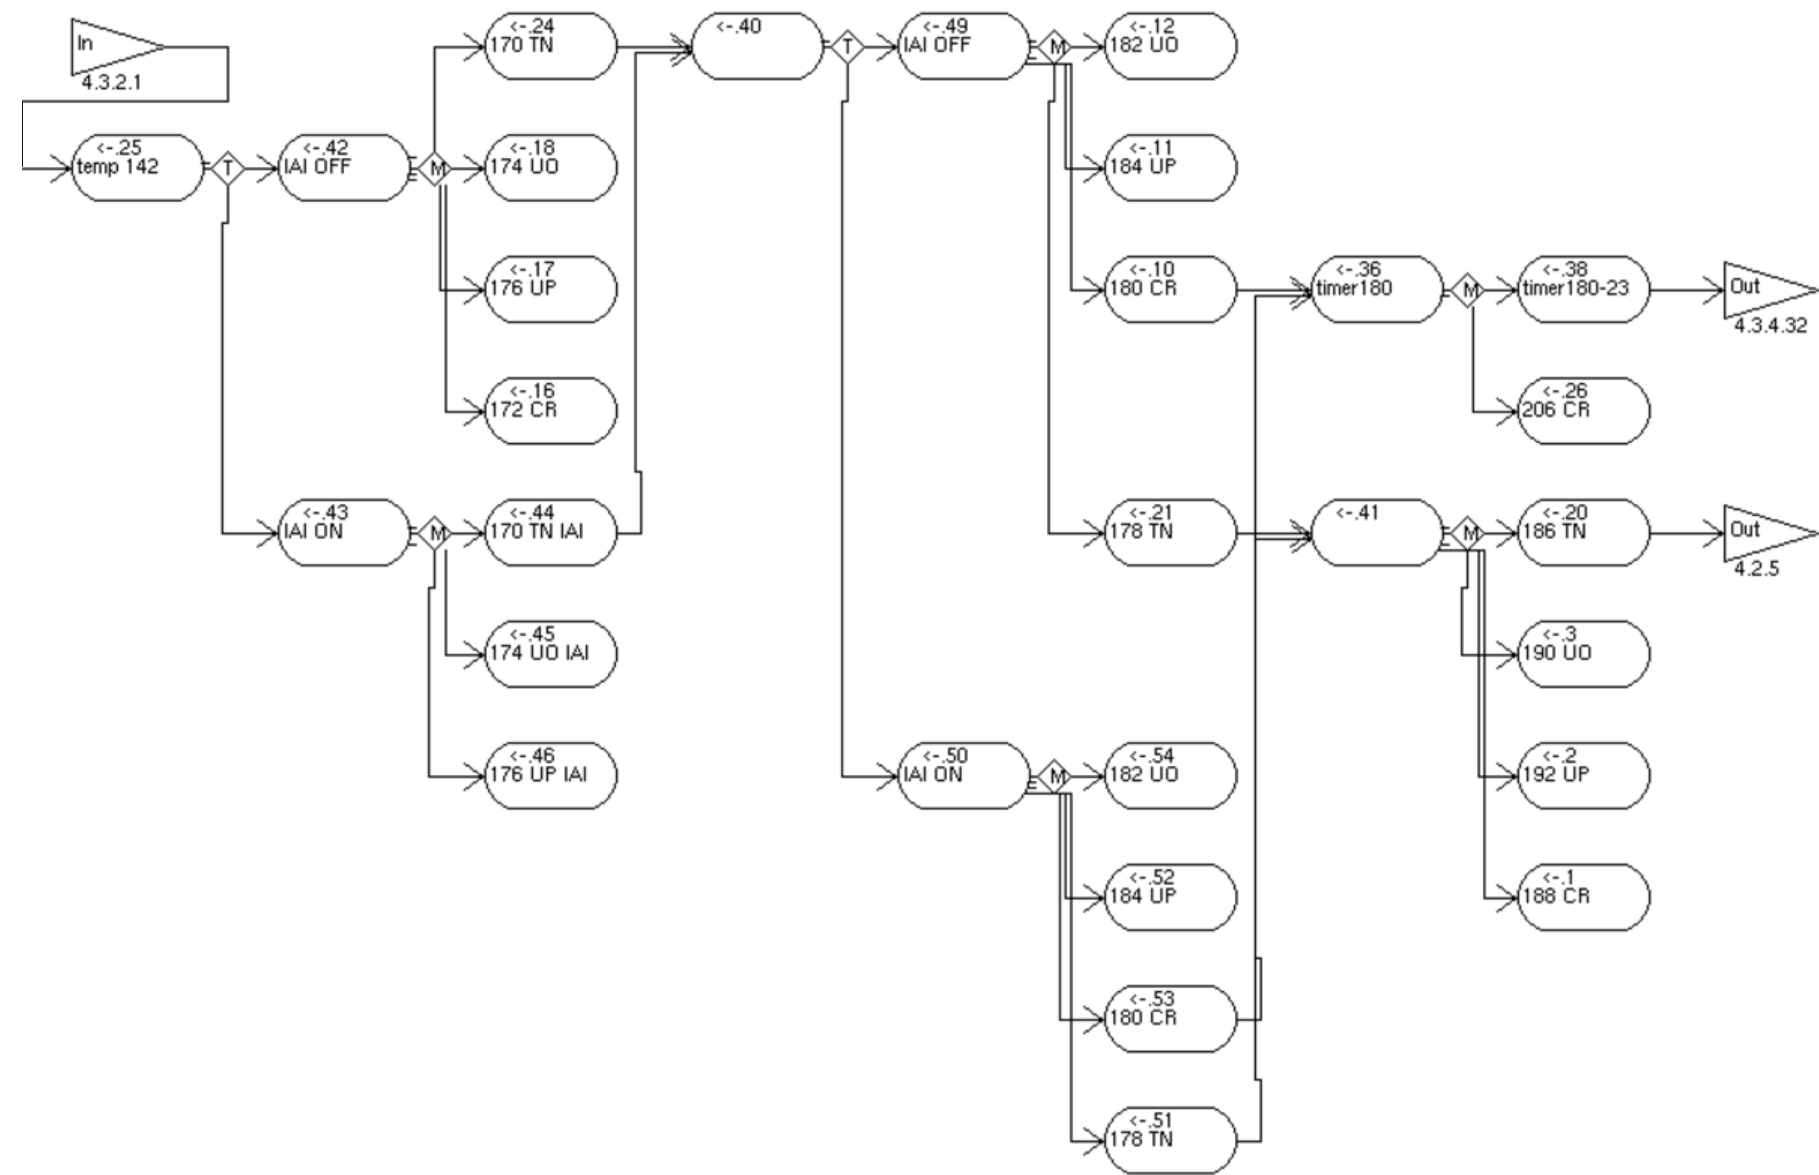 In
4.3.2.1
<-.25
temp 142
T
<-.42
IAI OFF
M
<-.24
170 TN
<-.18
174 UO
<-.17
176 UP
<-.16
172 CR
<-.43
IAI ON
M
<-.44
170 TN IAI
<-.45
174 UO IAI
<-.46
176 UP IAI
<-.40
T
<-.49
IAI OFF
M
<-.12
182 UO
<-.11
184 UP
<-.10
180 CR
<-.21
178 TN
<-.50
IAI ON
M
<-.54
182 UO
<-.52
184 UP
<-.53
180 CR
<-.51
178 TN
<-.36
timer180
M
<-.38
timer180-23
Out
4.3.4.32
<-.26
206 CR
<-.41
M
<-.20
186 TN
Out
4.2.5
<-.3
190 UO
<-.2
192 UP
<-.1
188 CR